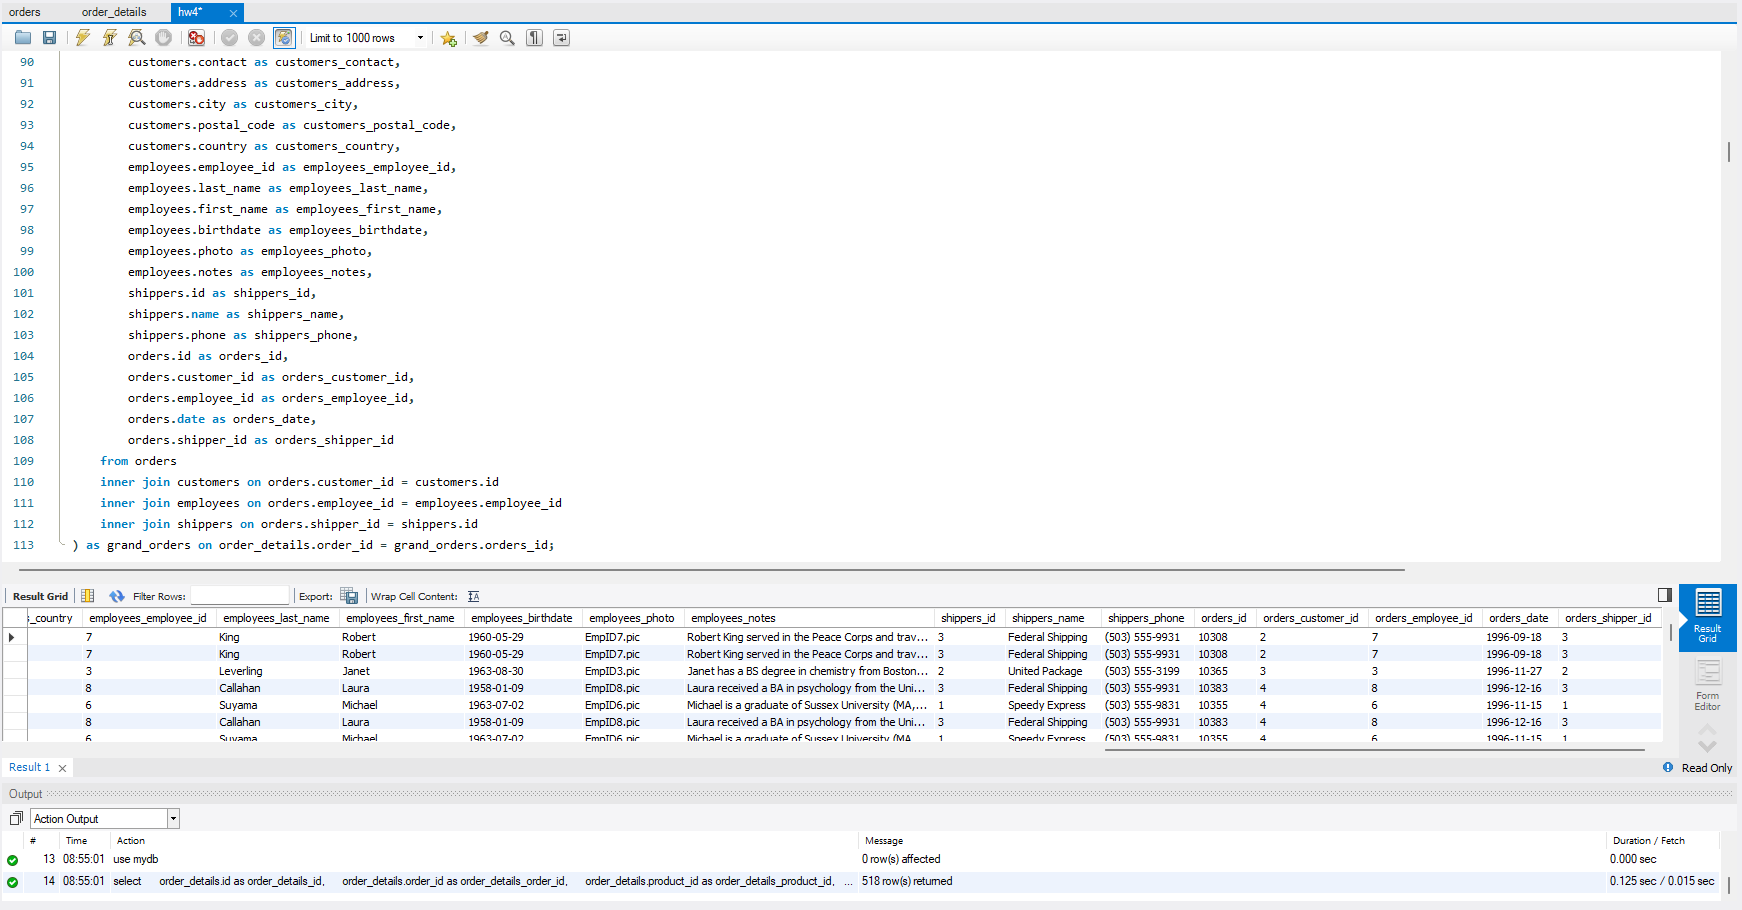 orders order_details hw4*
Limit to 1000 rows
90 customers.contact as customers_contact,
91 customers.address as customers_address,
92 customers.city as customers_city,
93 customers.postal_code as customers_postal_code,
94 customers.country as customers_country,
95 employees.employee_id as employees_employee_id,
96 employees.last_name as employees_last_name,
97 employees.first_name as employees_first_name,
98 employees.birthdate as employees_birthdate,
99 employees.photo as employees_photo,
100 employees.notes as employees_notes,
101 shippers.id as shippers_id,
102 shippers.name as shippers_name,
103 shippers.phone as shippers_phone,
104 orders.id as orders_id,
105 orders.customer_id as orders_customer_id,
106 orders.employee_id as orders_employee_id,
107 orders.date as orders_date,
108 orders.shipper_id as orders_shipper_id
109 from orders
110 inner join customers on orders.customer_id = customers.id
111 inner join employees on orders.employee_id = employees.employee_id
112 inner join shippers on orders.shipper_id = shippers.id
113 ) as grand_orders on order_details.order_id = grand_orders.orders_id;
Result Grid Filter Rows: Export: Wrap Cell Content:
s_country employees_employee_id employees_last_name employees_first_name employees_birthdate employees_photo employees_notes shippers_id shippers_name shippers_phone orders_id orders_customer_id orders_employee_id orders_date orders_shipper_id
7 King Robert 1960-05-29 EmpID7.pic Robert King served in the Peace Corps and trav... 3 Federal Shipping (503) 555-9931 10308 2 7 1996-09-18 3
7 King Robert 1960-05-29 EmpID7.pic Robert King served in the Peace Corps and trav... 3 Federal Shipping (503) 555-9931 10308 2 7 1996-09-18 3
3 Leverling Janet 1963-08-30 EmpID3.pic Janet has a BS degree in chemistry from Boston... 2 United Package (503) 555-3199 10365 3 3 1996-11-27 2
8 Callahan Laura 1958-01-09 EmpID8.pic Laura received a BA in psychology from the Uni... 3 Federal Shipping (503) 555-9931 10383 4 8 1996-12-16 3
6 Suyama Michael 1963-07-02 EmpID6.pic Michael is a graduate of Sussex University (MA,... 1 Speedy Express (503) 555-9831 10355 4 6 1996-11-15 1
8 Callahan Laura 1958-01-09 EmpID8.pic Laura received a BA in psychology from the Uni... 3 Federal Shipping (503) 555-9931 10383 4 8 1996-12-16 3
6 Suyama Michael 1963-07-02 EmpID6.pic Michael is a graduate of Sussex University (MA 1 Speedy Express (503) 555-9831 10355 4 6 1996-11-15 1
Result Grid
Form Editor
Result 1
Read Only
Output
Action Output
# Time Action Message Duration / Fetch
13 08:55:01 use mydb 0 row(s) affected 0.000 sec
14 08:55:01 select order_details.id as order_details_id, order_details.order_id as order_details_order_id, order_details.product_id as order_details_product_id, ... 518 row(s) returned 0.125 sec / 0.015 sec